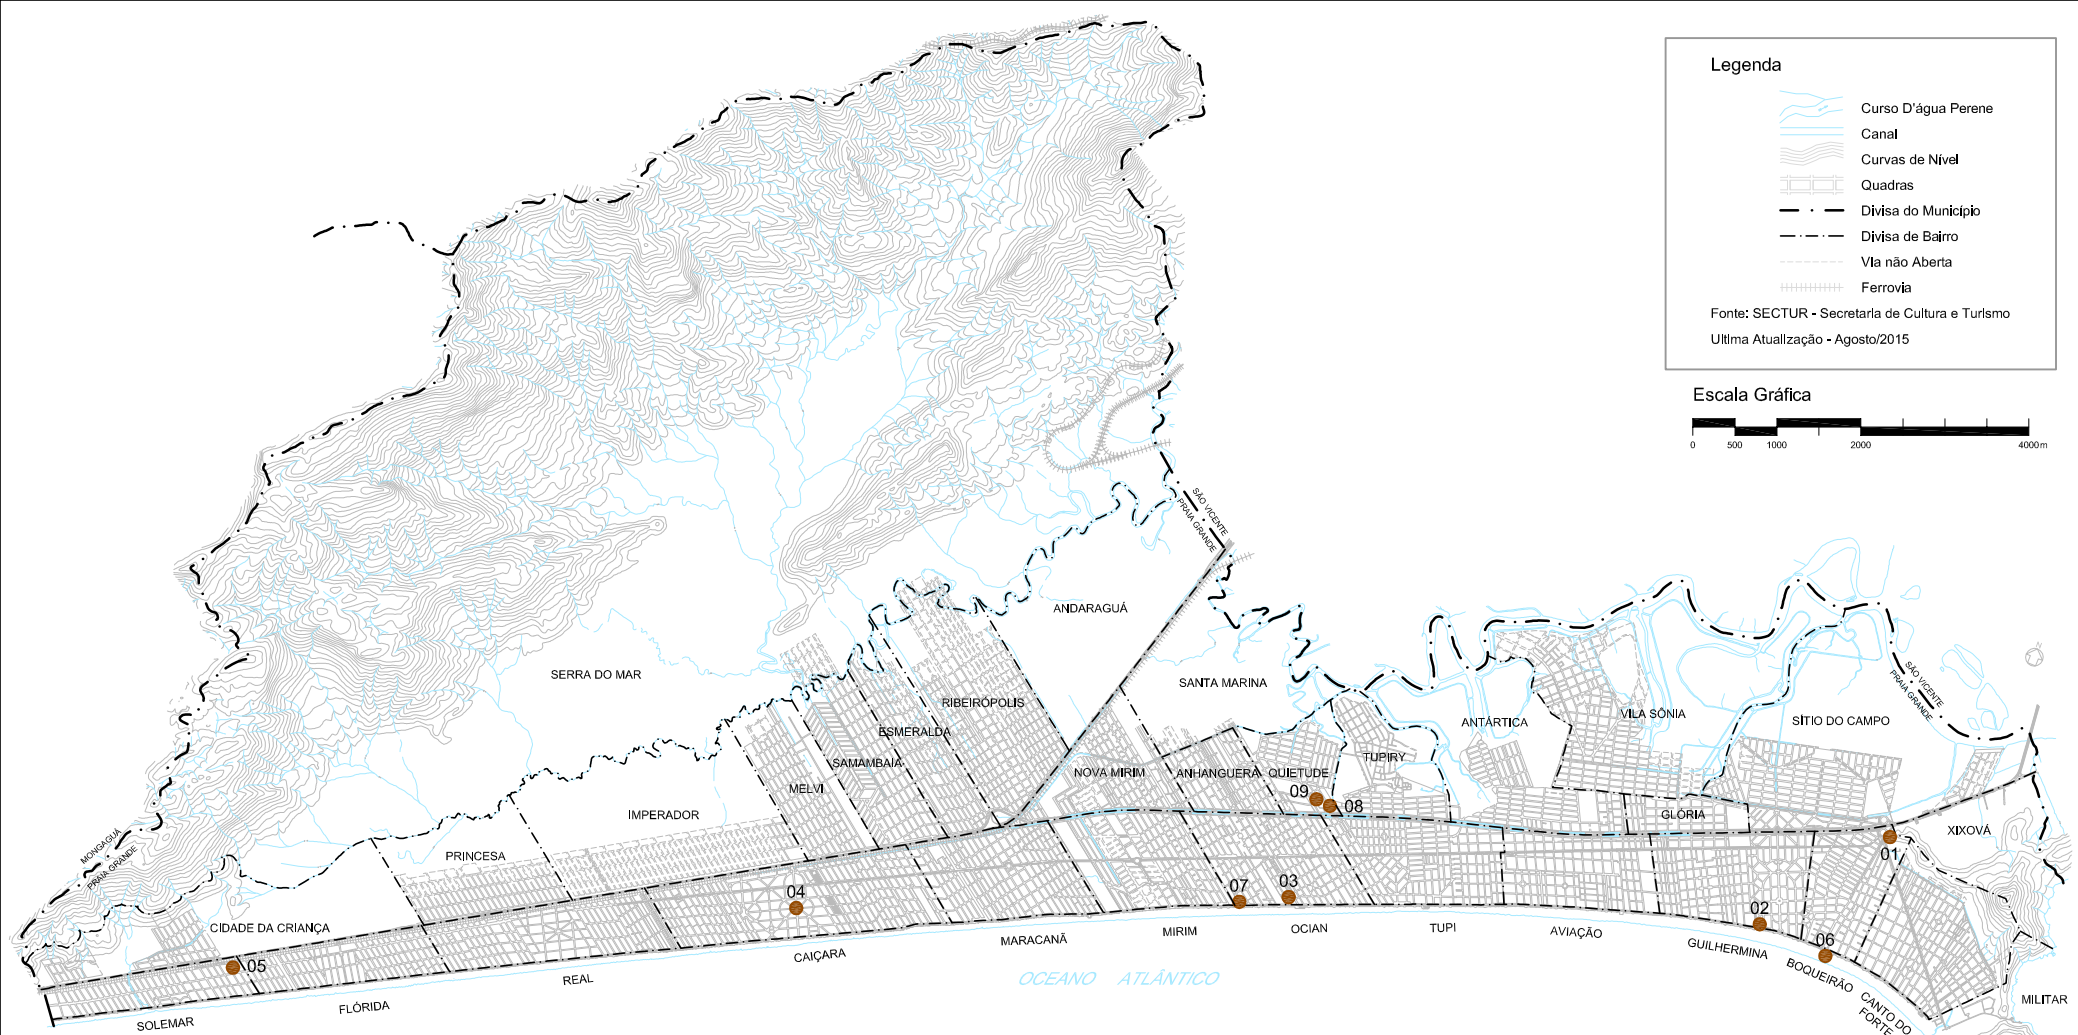 Legenda
Curso D'água Perene
Canal
Curvas de Nível
Quadras
Divisa do Município
Divisa de Bairro
Via não Aberta
Ferrovia
Fonte: SECTUR - Secretaria de Cultura e Turismo
Ultima Atualização - Agosto/2015
Escala Gráfica
0 500 1000 2000 4000m
SÃO VICENTE
PRAIA GRANDE
ANDARAGUÁ
SERRA DO MAR
SANTA MARINA
RIBEIRÓPOLIS
ESMERALDA
SAMAMBAIA
MELVI
IMPERADOR
PRINCESA
MONGAGUÁ
PRAIA GRANDE
CIDADE DA CRIANÇA
NOVA MIRIM
ANHANGUERA
QUIETUDE
TUPIRY
ANTÁRTICA
VILA SÔNIA
SÍTIO DO CAMPO
SÃO VICENTE
PRAIA GRANDE
GLÓRIA
XIXOVÁ
09
08
01
04
07
03
02
06
05
SOLEMAR
FLÓRIDA
REAL
CAIÇARA
MARACANÃ
MIRIM
OCIAN
TUPI
AVIAÇÃO
GUILHERMINA
BOQUEIRÃO
CANTO DO
FORTE
MILITAR
OCEANO ATLÂNTICO